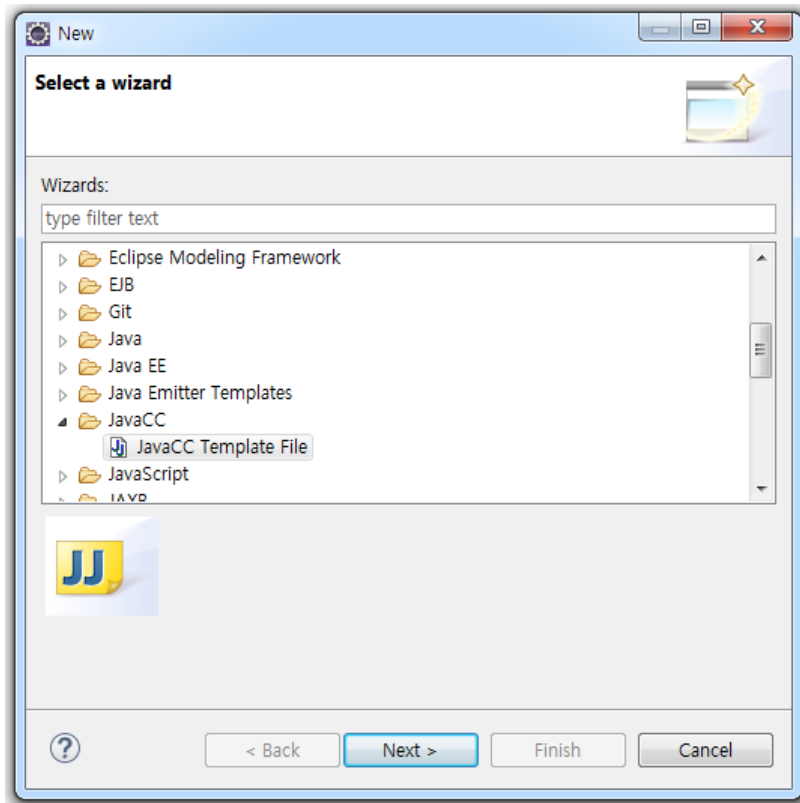 New
Select a wizard
Wizards:
type filter text
Eclipse Modeling Framework
EJB
Git
Java
Java EE
Java Emitter Templates
JavaCC
JavaCC Template File
JavaScript
JAXB
JJ
?
< Back
Next >
Finish
Cancel